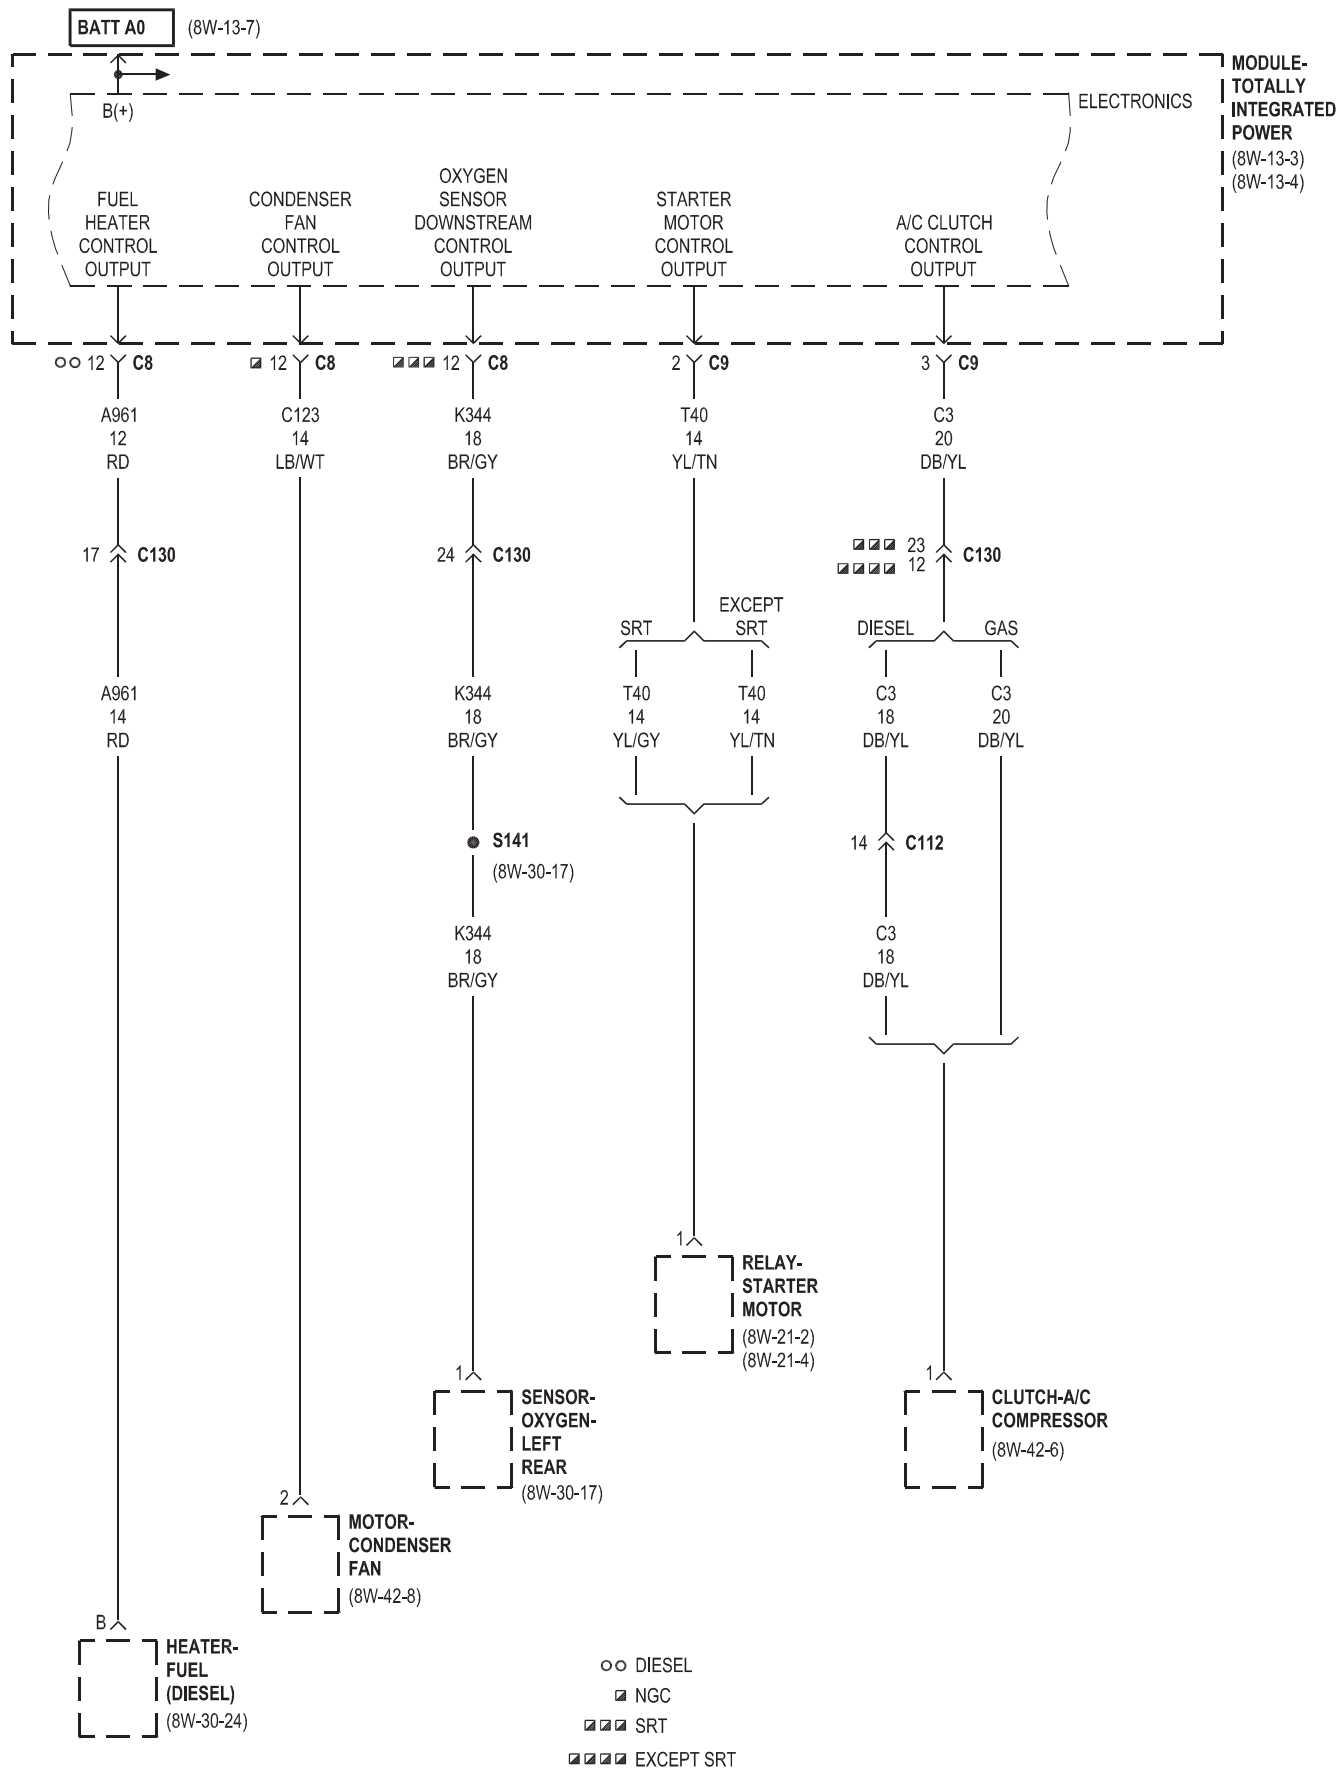 BATT A0 (8W-13-7)
MODULE-
TOTALLY
INTEGRATED
POWER
(8W-13-3)
(8W-13-4)
B(+)
ELECTRONICS
FUEL
HEATER
CONTROL
OUTPUT
CONDENSER
FAN
CONTROL
OUTPUT
OXYGEN
SENSOR
DOWNSTREAM
CONTROL
OUTPUT
STARTER
MOTOR
CONTROL
OUTPUT
A/C CLUTCH
CONTROL
OUTPUT
12 C8
12 C8
12 C8
2 C9
3 C9
A961
12
RD
C123
14
LB/WT
K344
18
BR/GY
T40
14
YL/TN
C3
20
DB/YL
17 C130
24 C130
23
12
C130
SRT
EXCEPT
SRT
DIESEL
GAS
A961
14
RD
K344
18
BR/GY
T40
14
YL/GY
T40
14
YL/TN
C3
18
DB/YL
C3
20
DB/YL
S141
(8W-30-17)
14 C112
K344
18
BR/GY
C3
18
DB/YL
1
RELAY-
STARTER
MOTOR
(8W-21-2)
(8W-21-4)
1
SENSOR-
OXYGEN-
LEFT
REAR
(8W-30-17)
1
CLUTCH-A/C
COMPRESSOR
(8W-42-6)
2
MOTOR-
CONDENSER
FAN
(8W-42-8)
B
HEATER-
FUEL
(DIESEL)
(8W-30-24)
DIESEL
NGC
SRT
EXCEPT SRT